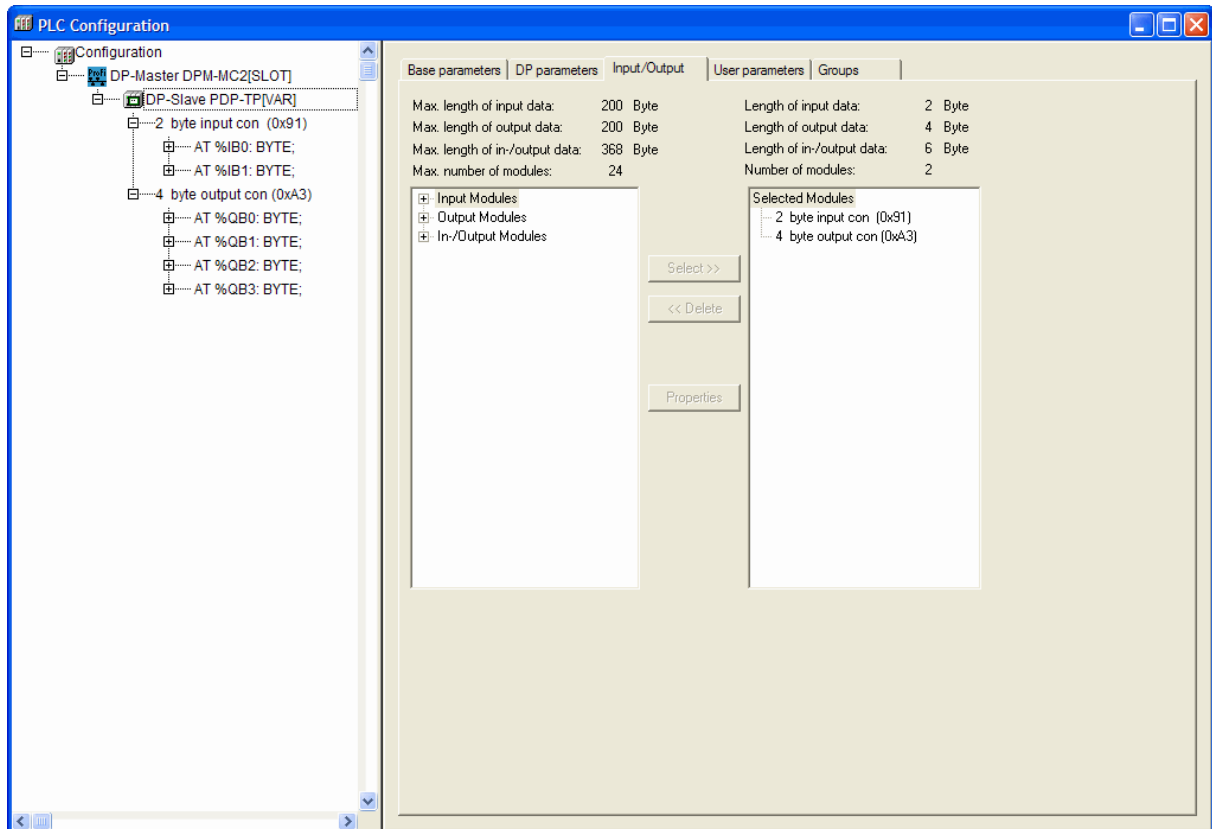 PLC Configuration
Configuration
DP-Master DPM-MC2[SLOT]
DP-Slave PDP-TP[VAR]
2 byte input con (0x91)
AT %IB0: BYTE;
AT %IB1: BYTE;
4 byte output con (0xA3)
AT %QB0: BYTE;
AT %QB1: BYTE;
AT %QB2: BYTE;
AT %QB3: BYTE;
Base parameters
DP parameters
Input/Output
User parameters
Groups
Max. length of input data: 200 Byte
Max. length of output data: 200 Byte
Max. length of in-/output data: 368 Byte
Max. number of modules: 24
Length of input data: 2 Byte
Length of output data: 4 Byte
Length of in-/output data: 6 Byte
Number of modules: 2
Input Modules
Output Modules
In-/Output Modules
Select >>
<< Delete
Properties
Selected Modules
2 byte input con (0x91)
4 byte output con (0xA3)